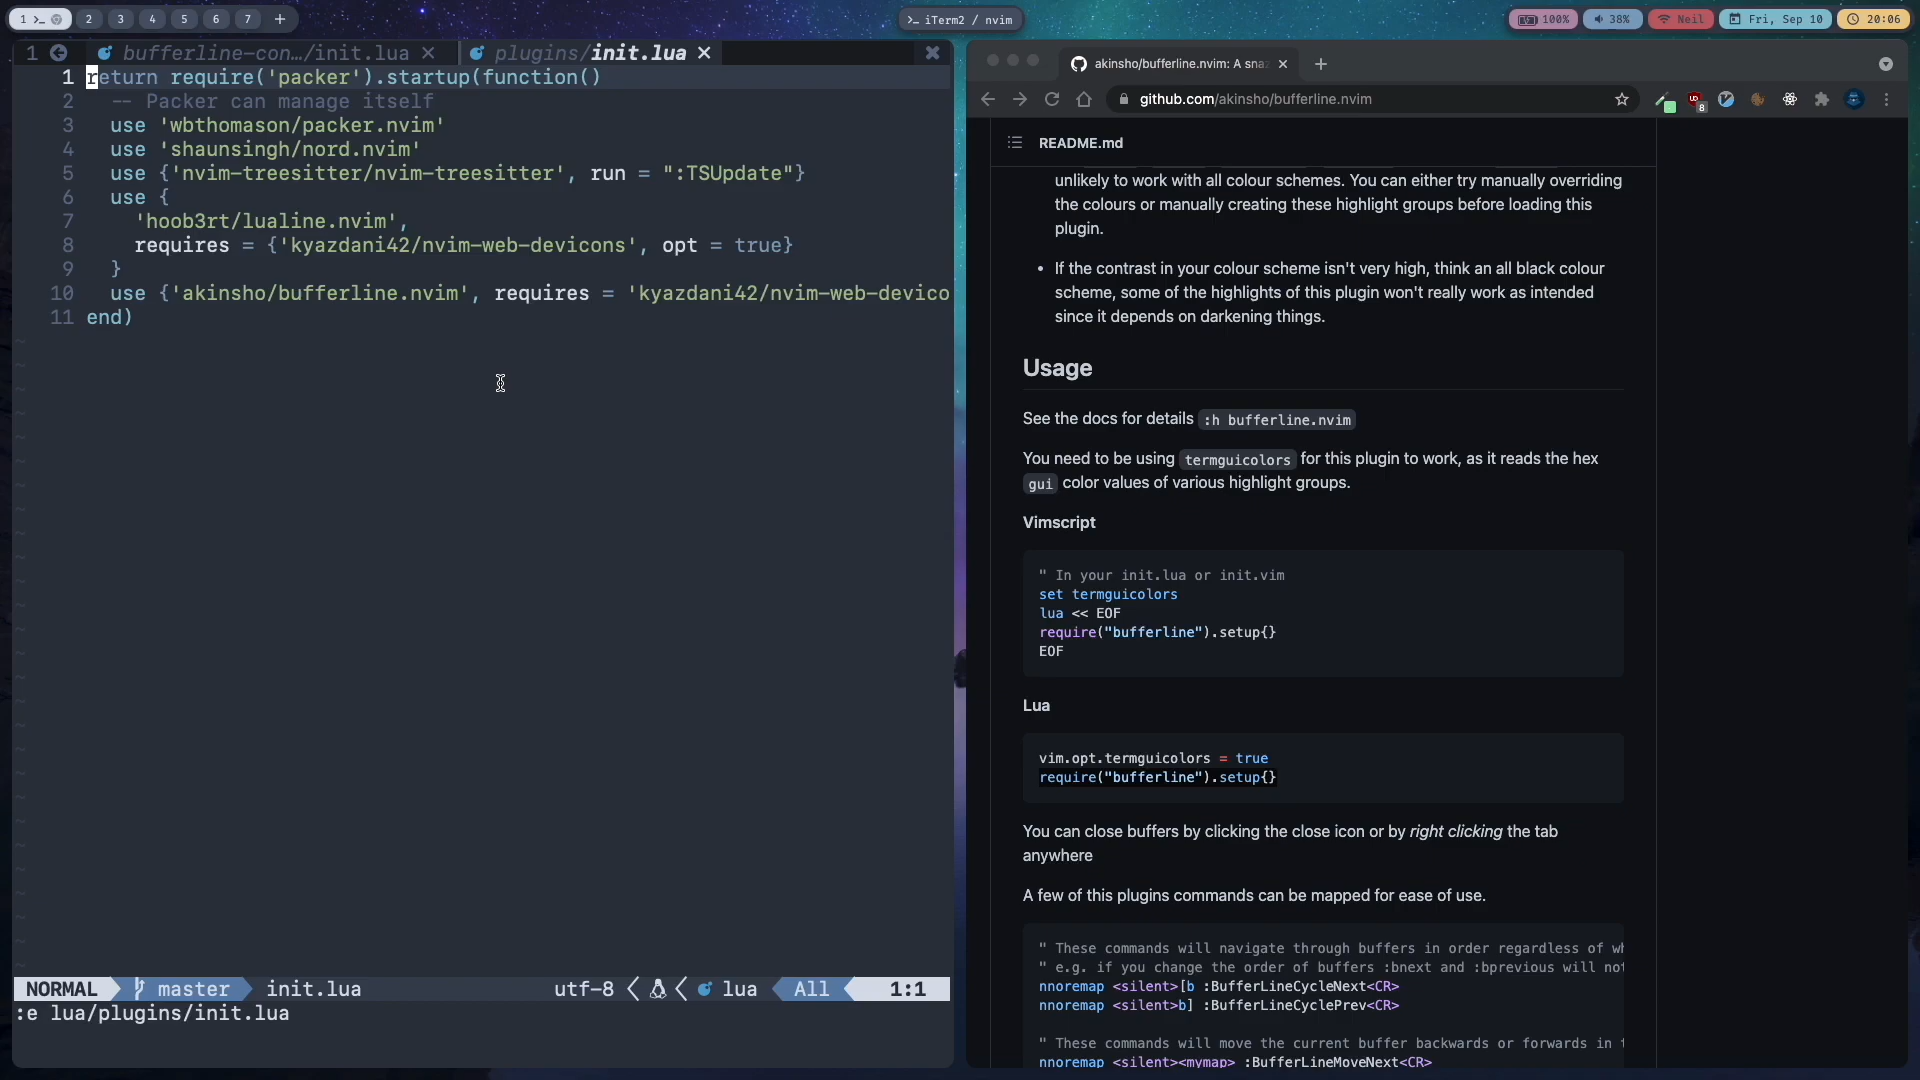 1 2 3 4 5 6 7 +
>_ iTerm2 / nvim
100% 38% Neil Fri, Sep 10 20:06
1 bufferline-con…/init.lua × plugins/init.lua ×
1 return require('packer').startup(function()
2 -- Packer can manage itself
3 use 'wbthomason/packer.nvim'
4 use 'shaunsingh/nord.nvim'
5 use {'nvim-treesitter/nvim-treesitter', run = ":TSUpdate"}
6 use {
7 'hoob3rt/lualine.nvim',
8 requires = {'kyazdani42/nvim-web-devicons', opt = true}
9 }
10 use {'akinsho/bufferline.nvim', requires = 'kyazdani42/nvim-web-devico
11 end)
NORMAL master init.lua utf-8 lua All 1:1
:e lua/plugins/init.lua
akinsho/bufferline.nvim: A sna
github.com/akinsho/bufferline.nvim
8
README.md
unlikely to work with all colour schemes. You can either try manually overriding
the colours or manually creating these highlight groups before loading this
plugin.
• If the contrast in your colour scheme isn't very high, think an all black colour
scheme, some of the highlights of this plugin won't really work as intended
since it depends on darkening things.
Usage
See the docs for details :h bufferline.nvim
You need to be using termguicolors for this plugin to work, as it reads the hex
gui color values of various highlight groups.
Vimscript
" In your init.lua or init.vim
set termguicolors
lua << EOF
require("bufferline").setup{}
EOF
Lua
vim.opt.termguicolors = true
require("bufferline").setup{}
You can close buffers by clicking the close icon or by right clicking the tab
anywhere
A few of this plugins commands can be mapped for ease of use.
" These commands will navigate through buffers in order regardless of wh
" e.g. if you change the order of buffers :bnext and :bprevious will not
nnoremap <silent>[b :BufferLineCycleNext<CR>
nnoremap <silent>b] :BufferLineCyclePrev<CR>
" These commands will move the current buffer backwards or forwards in t
nnoremap <silent><mymap> :BufferLineMoveNext<CR>